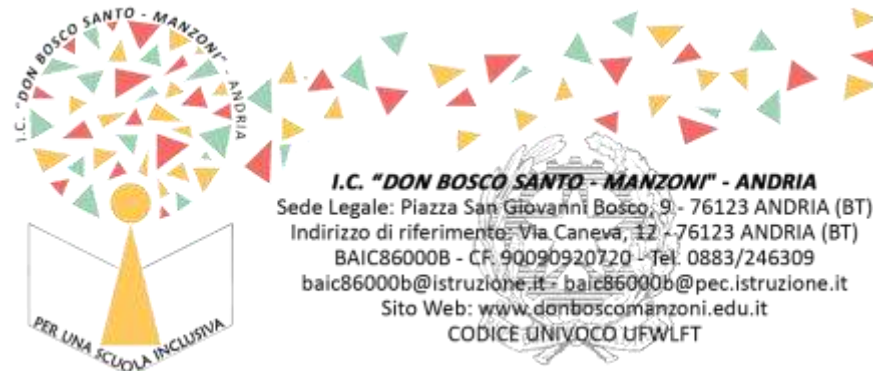 I.C. "DON BOSCO SANTO - MANZONI" - ANDRIA
PER UNA SCUOLA INCLUSIVA
I.C. "DON BOSCO SANTO - MANZONI" - ANDRIA
Sede Legale: Piazza San Giovanni Bosco, 9 - 76123 ANDRIA (BT)
Indirizzo di riferimento: Via Caneva, 12 - 76123 ANDRIA (BT)
BAIC86000B - CF. 90090920720 - Tel. 0883/246309
baic86000b@istruzione.it - baic86000b@pec.istruzione.it
Sito Web: www.donboscomanzoni.edu.it
CODICE UNIVOCO UFWLFT